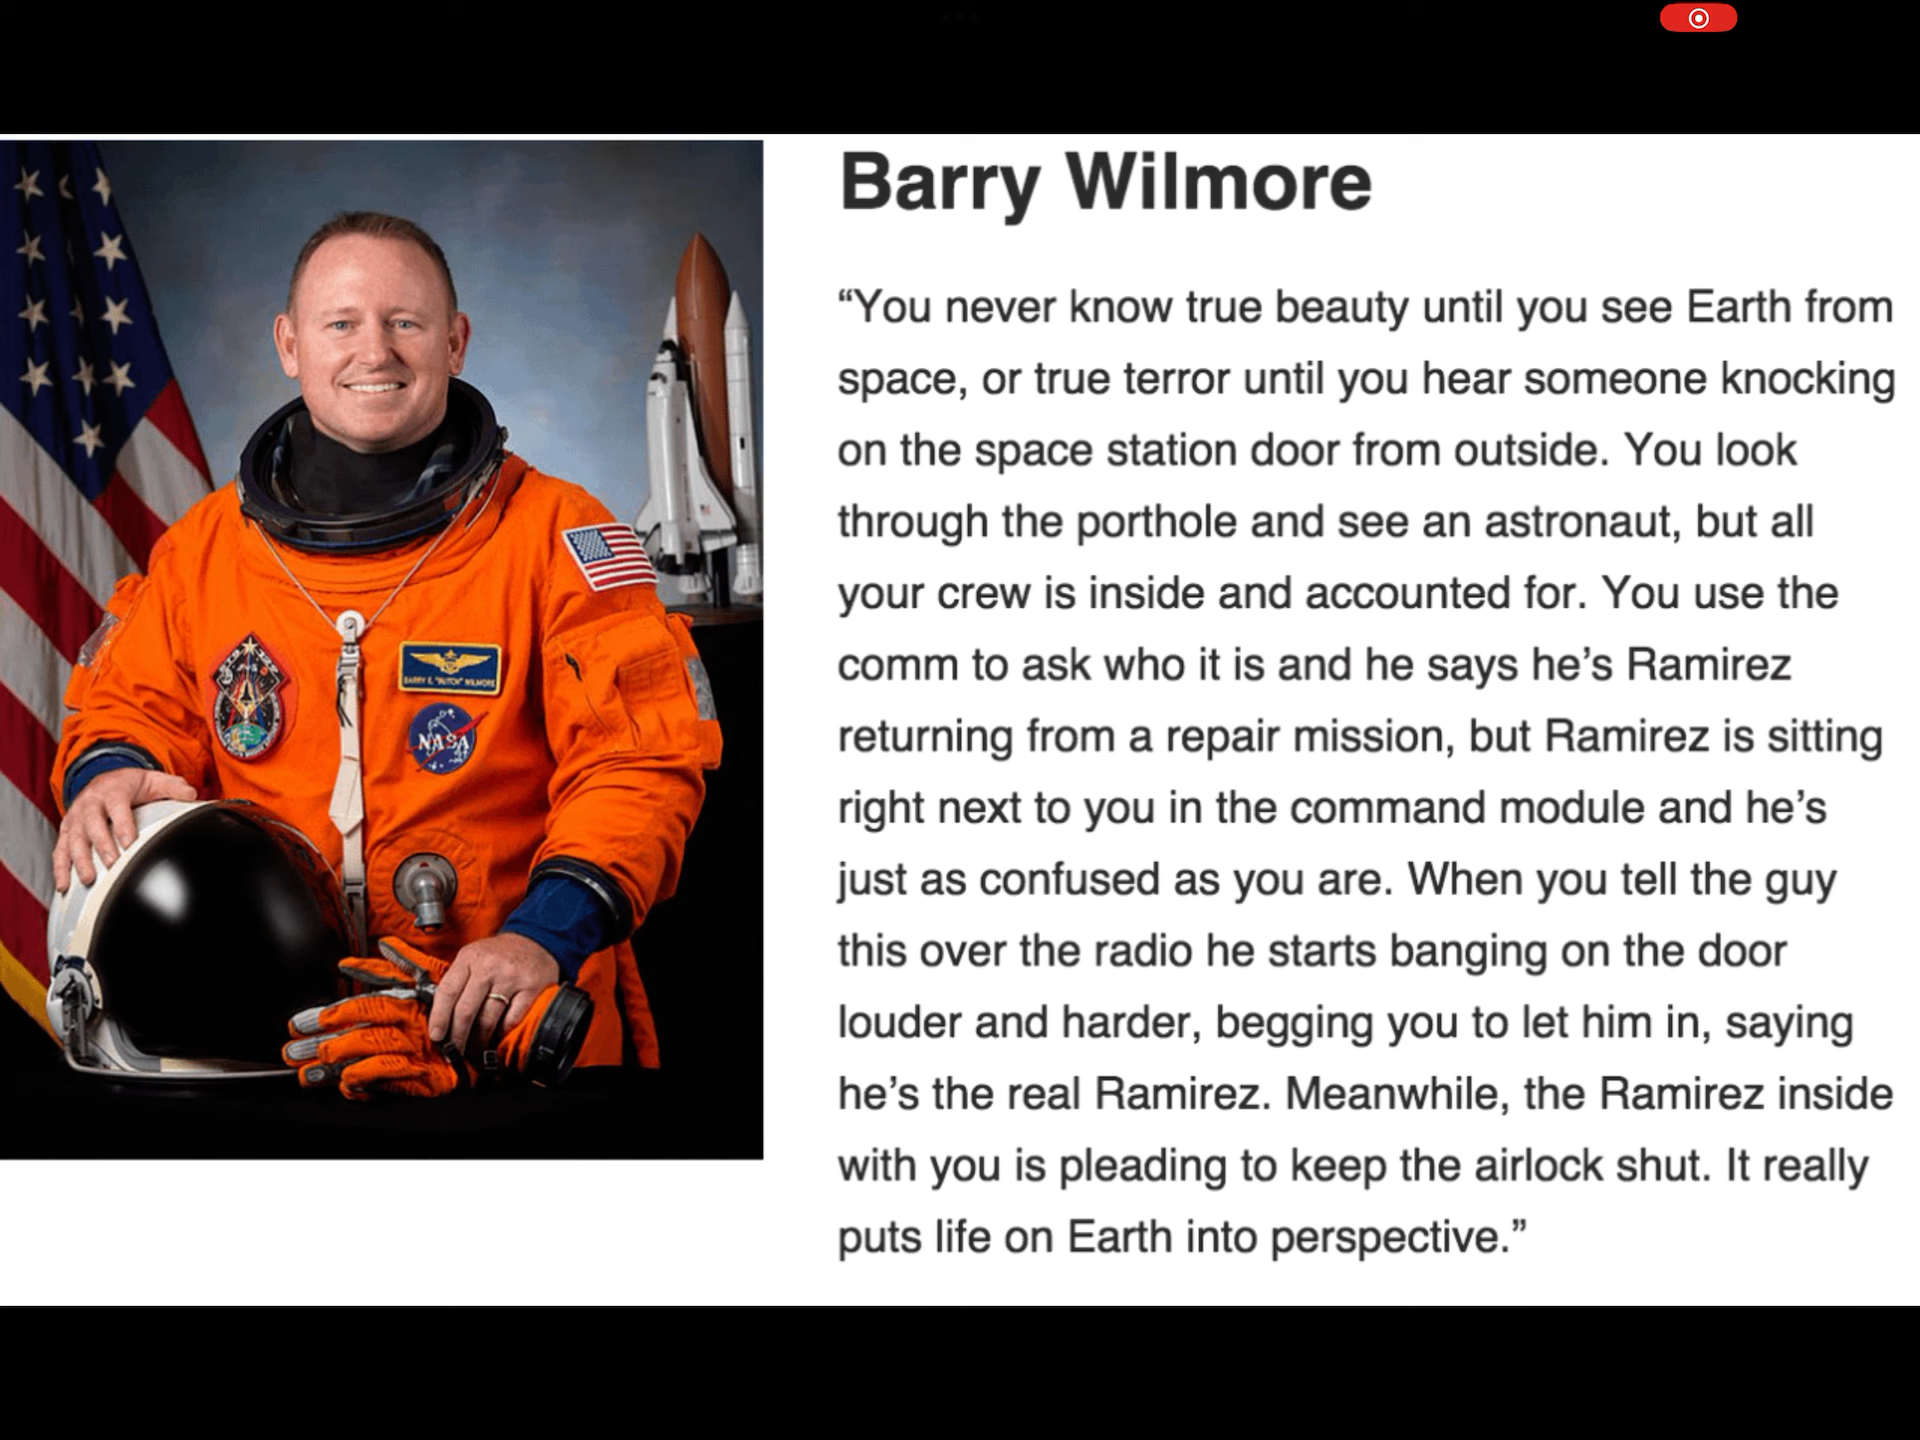 Barry Wilmore
“You never know true beauty until you see Earth from
space, or true terror until you hear someone knocking
on the space station door from outside. You look
through the porthole and see an astronaut, but all
your crew is inside and accounted for. You use the
comm to ask who it is and he says he’s Ramirez
returning from a repair mission, but Ramirez is sitting
right next to you in the command module and he’s
just as confused as you are. When you tell the guy
this over the radio he starts banging on the door
louder and harder, begging you to let him in, saying
he’s the real Ramirez. Meanwhile, the Ramirez inside
with you is pleading to keep the airlock shut. It really
puts life on Earth into perspective.”
BARRY E. "BUTCH" WILMORE
NASA